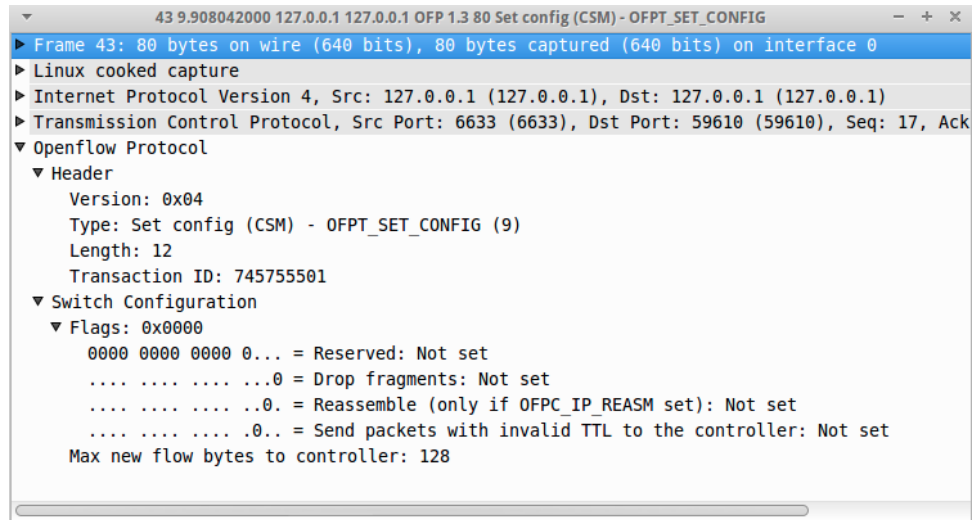 43 9.908042000 127.0.0.1 127.0.0.1 OFP 1.3 80 Set config (CSM) - OFPT_SET_CONFIG
Frame 43: 80 bytes on wire (640 bits), 80 bytes captured (640 bits) on interface 0
Linux cooked capture
Internet Protocol Version 4, Src: 127.0.0.1 (127.0.0.1), Dst: 127.0.0.1 (127.0.0.1)
Transmission Control Protocol, Src Port: 6633 (6633), Dst Port: 59610 (59610), Seq: 17, Ack
Openflow Protocol
Header
Version: 0x04
Type: Set config (CSM) - OFPT_SET_CONFIG (9)
Length: 12
Transaction ID: 745755501
Switch Configuration
Flags: 0x0000
0000 0000 0000 0... = Reserved: Not set
.... .... .... ...0 = Drop fragments: Not set
.... .... .... ..0. = Reassemble (only if OFPC_IP_REASM set): Not set
.... .... .... .0.. = Send packets with invalid TTL to the controller: Not set
Max new flow bytes to controller: 128